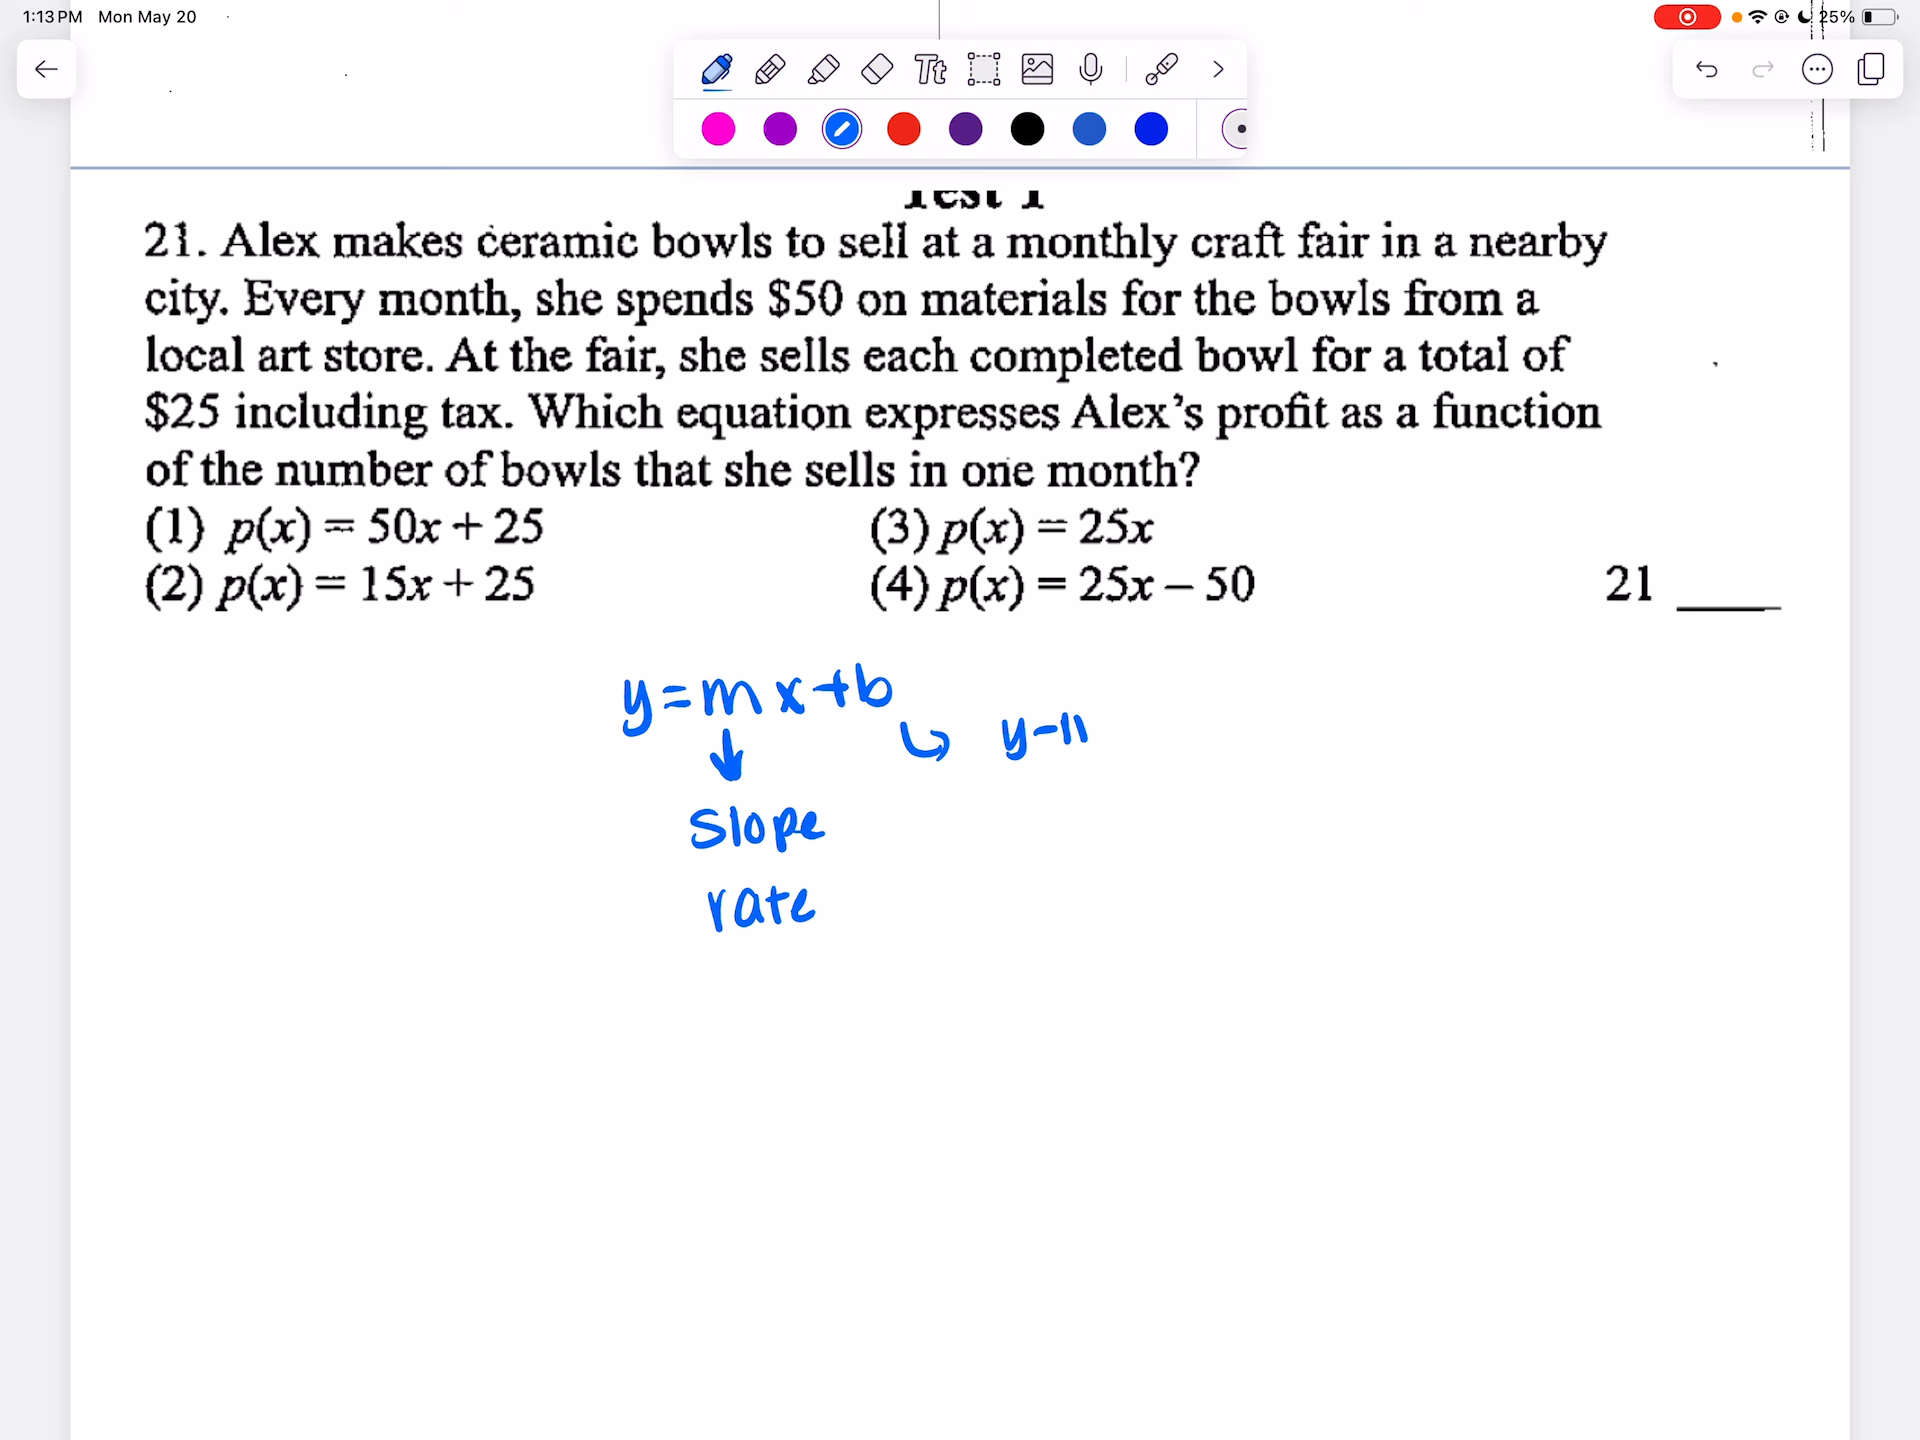 1:13 PM Mon May 20
25%
Tt
Test 1
21. Alex makes ceramic bowls to sell at a monthly craft fair in a nearby
city. Every month, she spends $50 on materials for the bowls from a
local art store. At the fair, she sells each completed bowl for a total of
$25 including tax. Which equation expresses Alex's profit as a function
of the number of bowls that she sells in one month?
(1) p(x) = 50x + 25
(3) p(x) = 25x
(2) p(x) = 15x + 25
(4) p(x) = 25x – 50
21 ____
y=mx+b
y-11
slope
rate